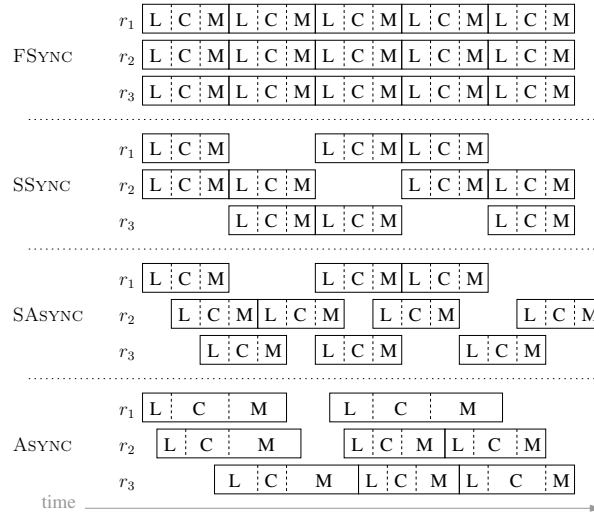 r1 L C M L C M L C M L C M L C M
FSYNC r2 L C M L C M L C M L C M L C M
r3 L C M L C M L C M L C M L C M
r1 L C M L C M L C M
SSYNC r2 L C M L C M L C M L C M
r3 L C M L C M L C M
r1 L C M L C M L C M
SASYNC r2 L C M L C M L C M L C M
r3 L C M L C M L C M
r1 L C M L C M
ASYNC r2 L C M L C M L C M
r3 L C M L C M L C M
time